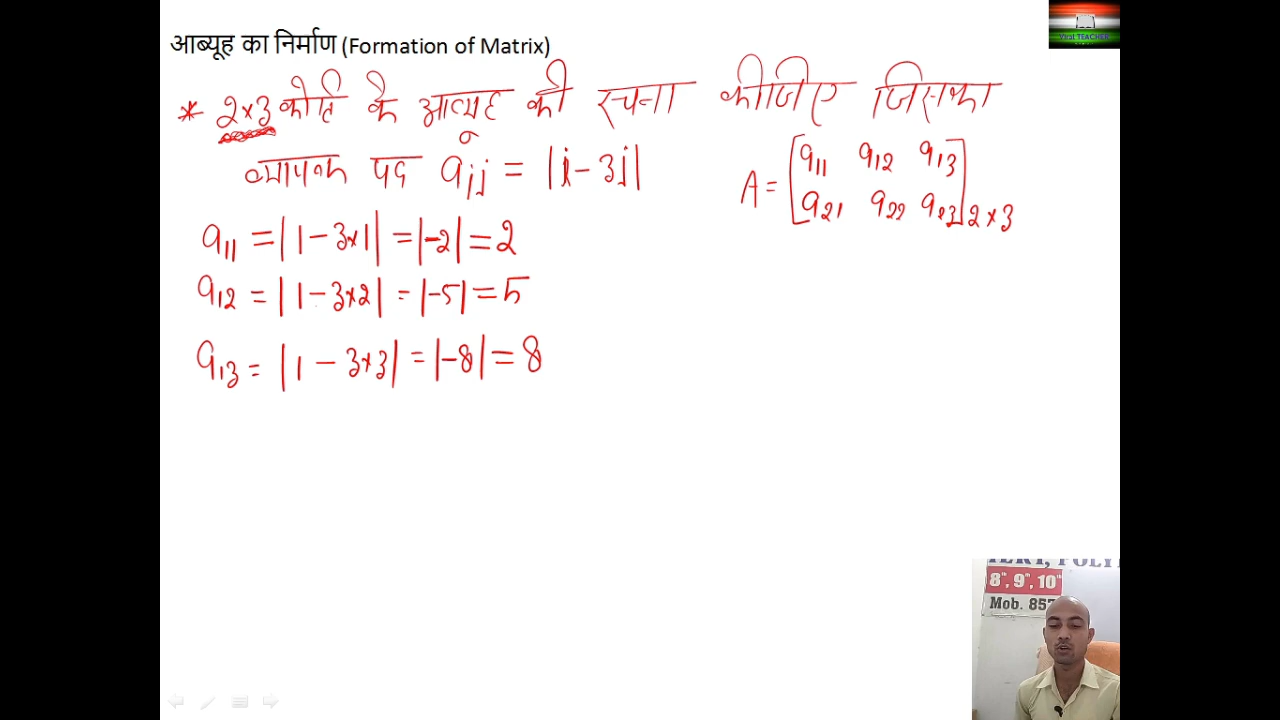 आब्यूह का निर्माण (Formation of Matrix)
* 2×3 कोटि के आव्यूह की रचना कीजिए जिसका
व्यापक पद aij = |i - 3j|
A = [a11 a12 a13
a21 a22 a23] 2×3
a11 = |1 - 3×1| = |-2| = 2
a12 = |1 - 3×2| = |-5| = 5
a13 = |1 - 3×3| = |-8| = 8
TEACHER
8", 9", 10"
Mob. 857